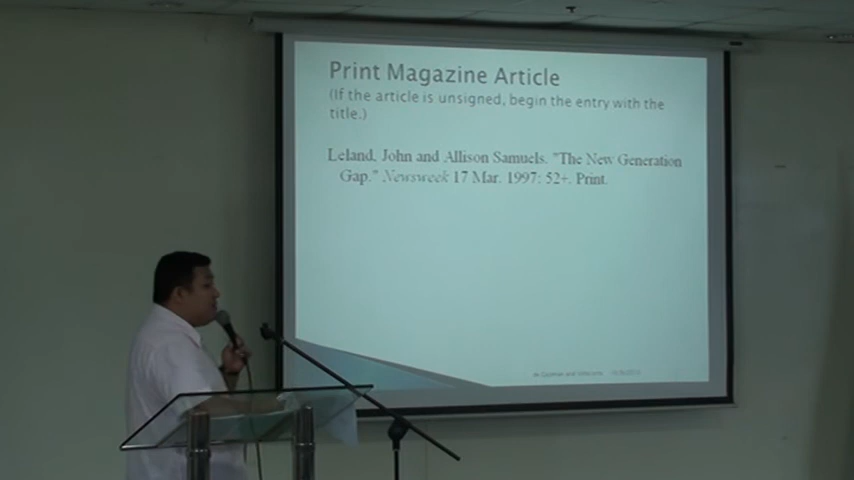 Print Magazine Article
(If the article is unsigned, begin the entry with the
title.)
Leland, John and Allison Samuels. "The New Generation
Gap." Newsweek 17 Mar. 1997: 52+. Print.